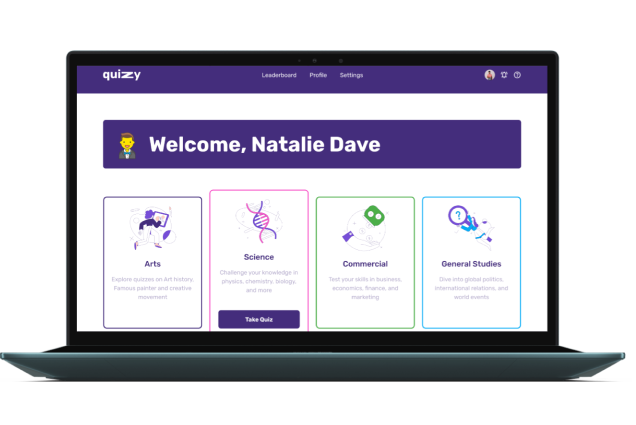 quizzy
Leaderboard Profile Settings
Welcome, Natalie Dave
Arts
Explore quizzes on Art history.
Famous painter and creative
movement
Science
Challenge your knowledge in
physics, chemistry, biology,
and more
Take Quiz
Commercial
Test your skills in business,
economics, finance, and
marketing
General Studies
Dive into global politics,
international relations, and
world events